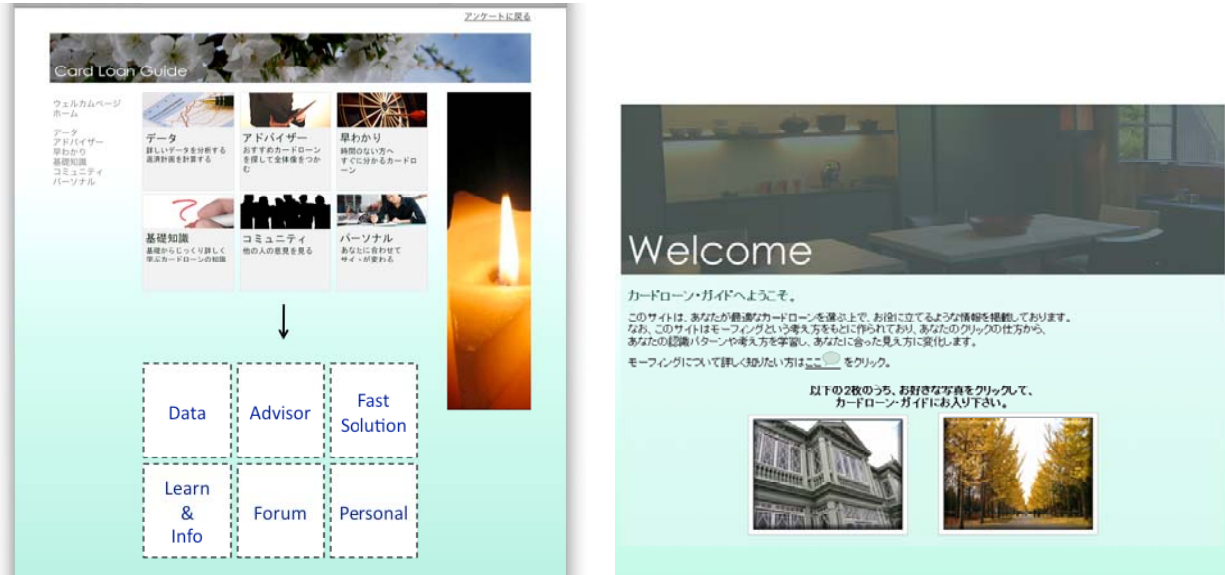 アンケートに戻る
Card Loan Guide
ウェルカムページ
ホーム
データ
アドバイザー
早わかり
基礎知識
コミュニティ
パーソナル
データ
詳しいデータを分析する
返済計画を計算する
アドバイザー
おすすめカードローン
を探して全体像をつか
む
早わかり
時間のない方へ
すぐに分かるカードロ
ーン
基礎知識
基礎からじっくり詳しく
学ぶカードローンの知識
コミュニティ
他の人の意見を見る
パーソナル
あなたに合わせて
サイトが変わる
Data
Advisor
Fast
Solution
Learn
&
Info
Forum
Personal
Welcome
カードローン・ガイドへようこそ。
このサイトは、あなたが最適なカードローンを選ぶ上で、お役に立てるような情報を掲載しております。
なお、このサイトはモーフィングという考え方をもとに作られており、あなたのクリックの仕方から、
あなたの認識パターンや考え方を学習し、あなたに合った見え方に変化します。
モーフィングについて詳しく知りたい方はここ をクリック。
以下の2枚のうち、お好きな写真をクリックして、
カードローン・ガイドにお入り下さい。